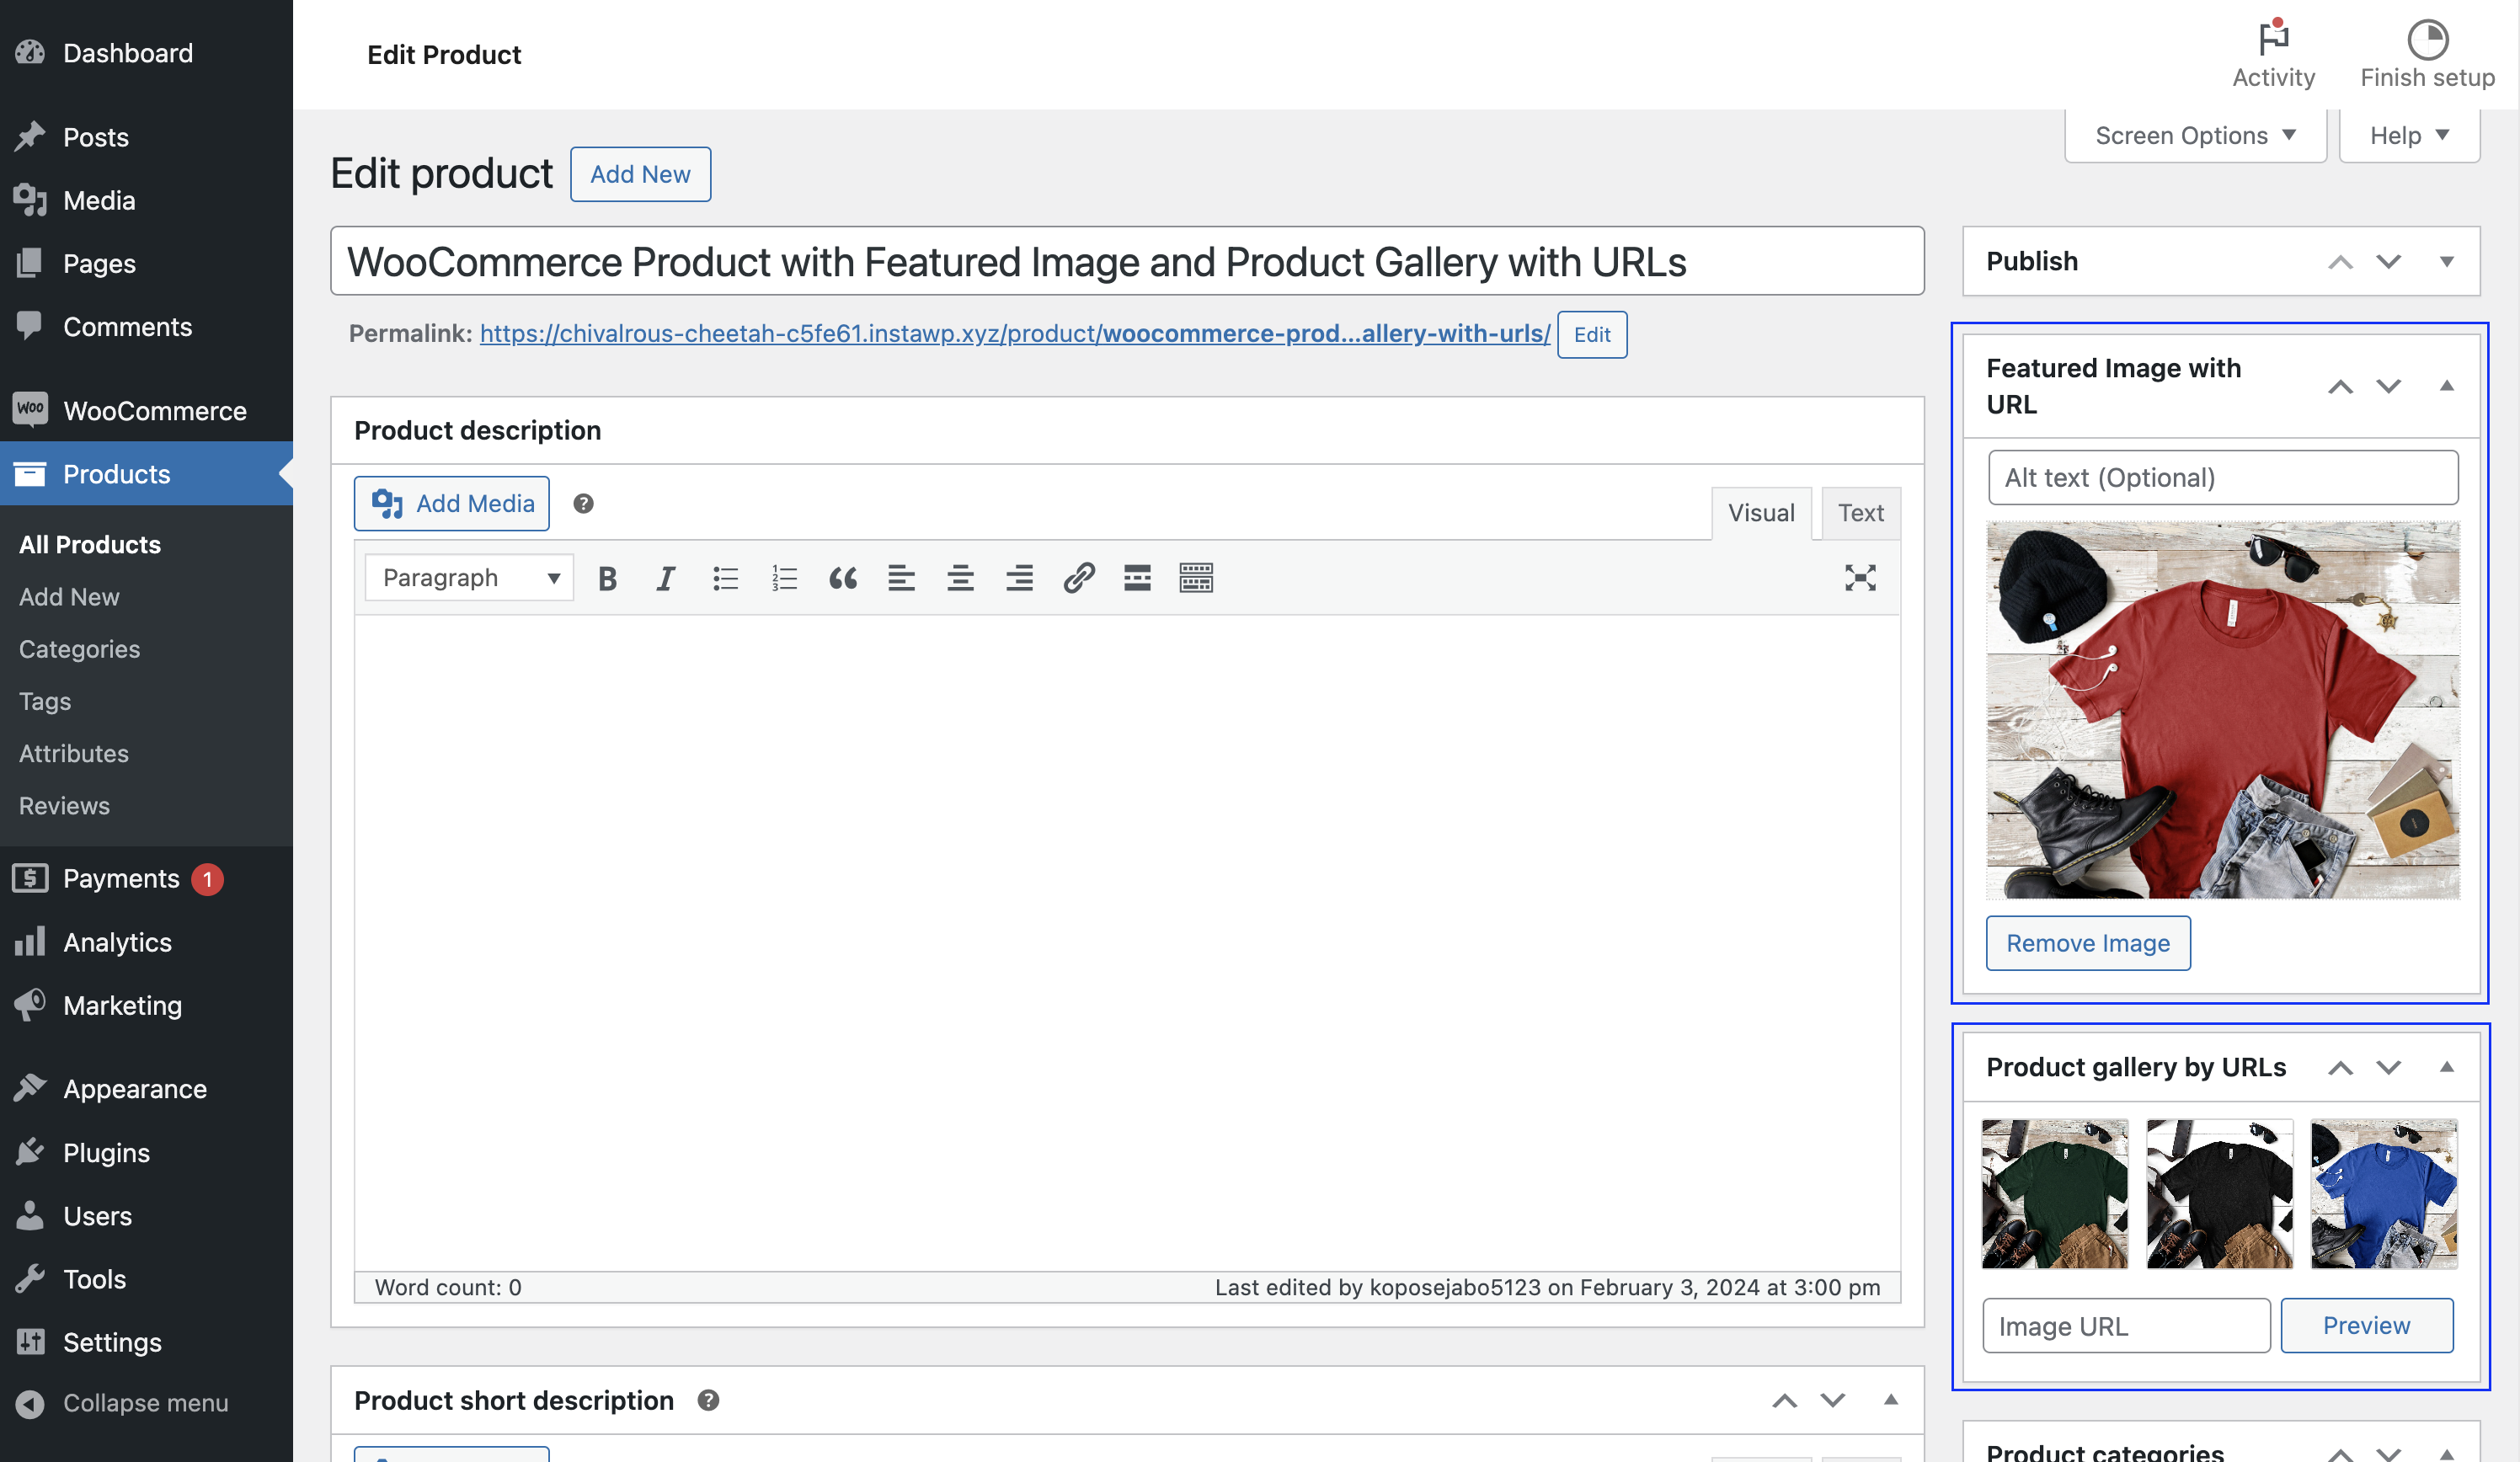 Dashboard
Posts
Media
Pages
Comments
Woo WooCommerce
Products
All Products
Add New
Categories
Tags
Attributes
Reviews
Payments 1
Analytics
Marketing
Appearance
Plugins
Users
Tools
Settings
Collapse menu
Edit Product
Activity
Finish setup
Screen Options
Help
Edit product
Add New
WooCommerce Product with Featured Image and Product Gallery with URLs
Permalink: https://chivalrous-cheetah-c5fe61.instawp.xyz/product/woocommerce-prod...allery-with-urls/ Edit
Product description
Add Media
Visual Text
Paragraph
Word count: 0
Last edited by koposejabo5123 on February 3, 2024 at 3:00 pm
Product short description
Publish
Featured Image with
URL
Alt text (Optional)
Remove Image
Product gallery by URLs
Image URL
Preview
Product categories